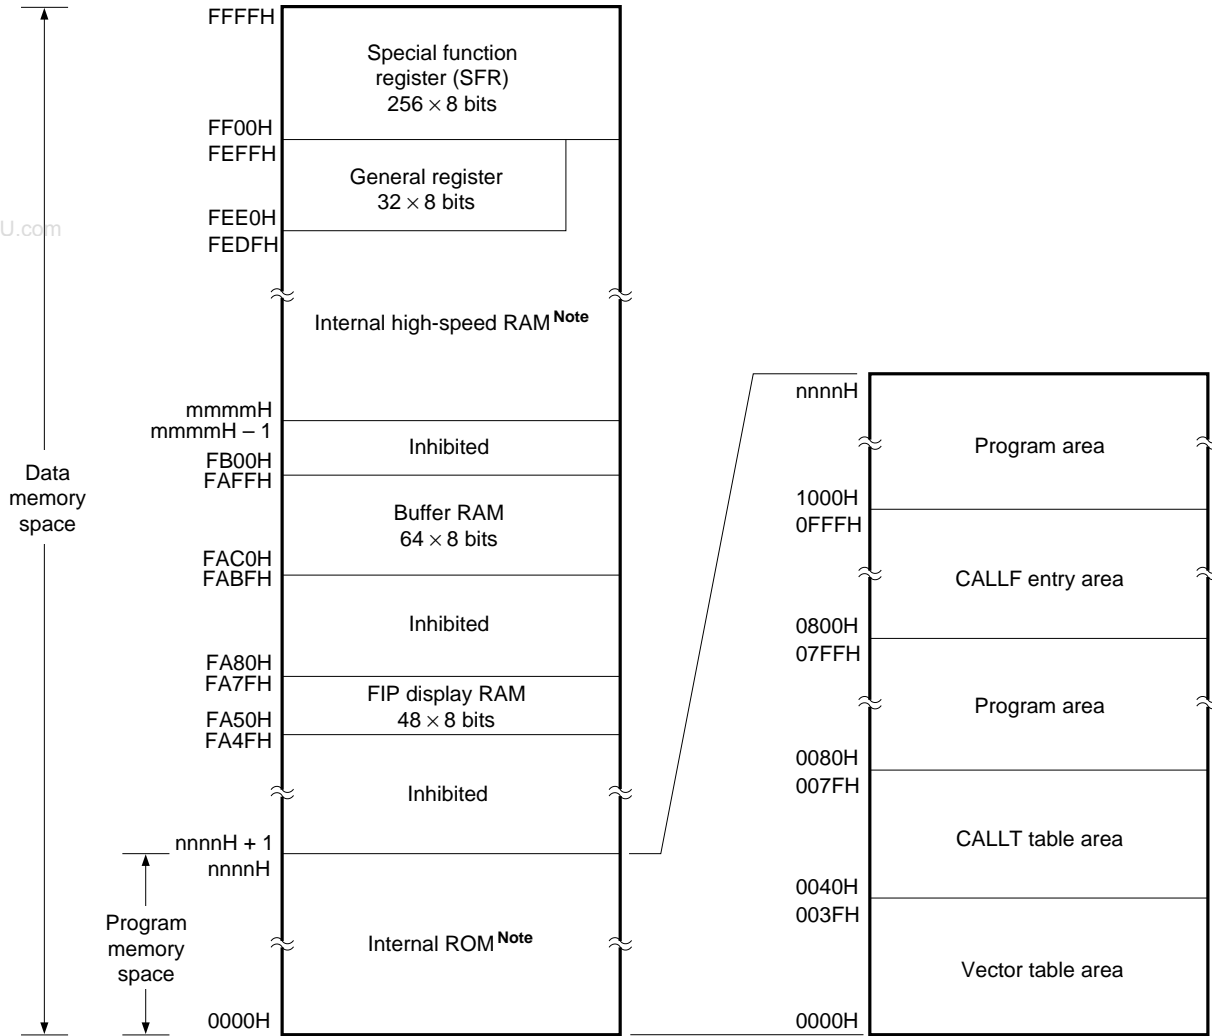 FFFFH
Special function
register (SFR)
256 × 8 bits
FF00H
FEFFH
General register
32 × 8 bits
FEE0H
FEDFH
U.com
Internal high-speed RAM Note
mmmmH
mmmmH – 1
Inhibited
FB00H
FAFFH
Buffer RAM
64 × 8 bits
FAC0H
FABFH
Inhibited
FA80H
FA7FH
FIP display RAM
48 × 8 bits
FA50H
FA4FH
Inhibited
nnnnH + 1
nnnnH
Internal ROM Note
0000H
Data
memory
space
Program
memory
space
nnnnH
Program area
1000H
0FFFH
CALLF entry area
0800H
07FFH
Program area
0080H
007FH
CALLT table area
0040H
003FH
Vector table area
0000H